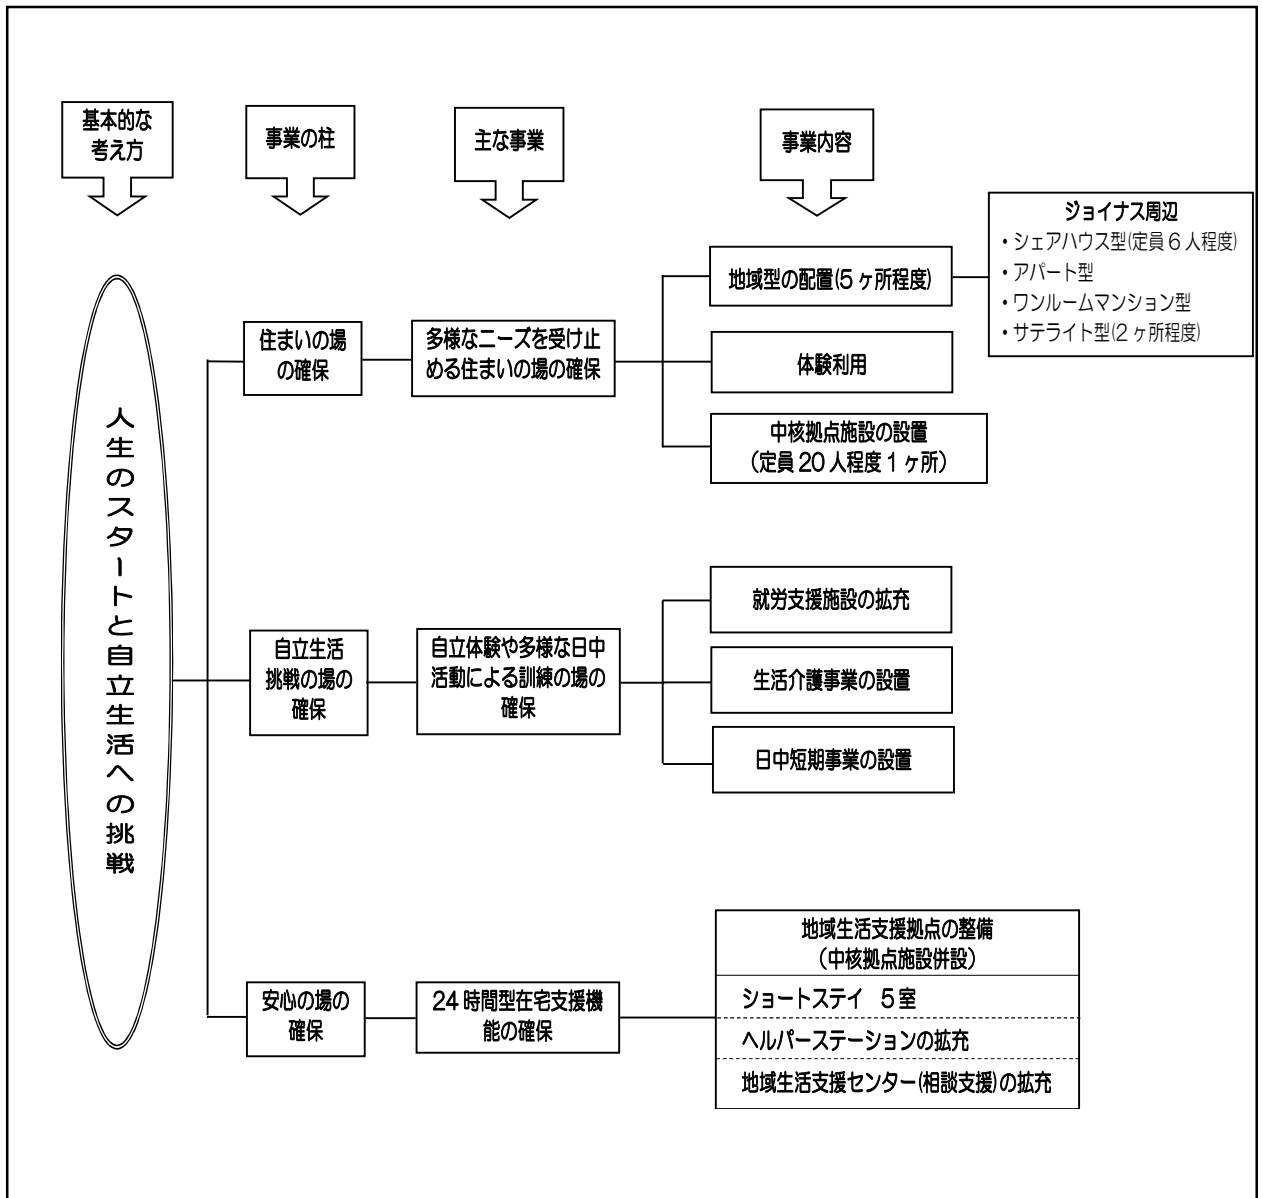 基本的な
考え方
事業の柱
主な事業
事業内容
人生のスタートと自立生活への挑戦
住まいの場
の確保
多様なニーズを受け止
める住まいの場の確保
地域型の配置(5ヶ所程度)
ジョイナス周辺
・シェアハウス型(定員6人程度)
・アパート型
・ワンルームマンション型
・サテライト型(2ヶ所程度)
体験利用
中核拠点施設の設置
（定員20人程度1ヶ所）
自立生活
挑戦の場の
確保
自立体験や多様な日中
活動による訓練の場の
確保
就労支援施設の拡充
生活介護事業の設置
日中短期事業の設置
安心の場の
確保
24時間型在宅支援機
能の確保
地域生活支援拠点の整備
（中核拠点施設併設）
ショートステイ　5室
ヘルパーステーションの拡充
地域生活支援センター(相談支援)の拡充